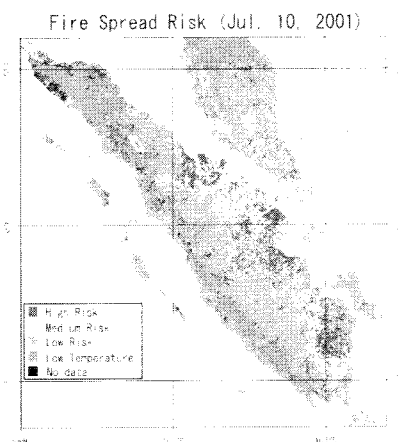 Fire Spread Risk (Jul. 10, 2001)
High Risk
Medium Risk
Low Risk
Low Temperature
No data